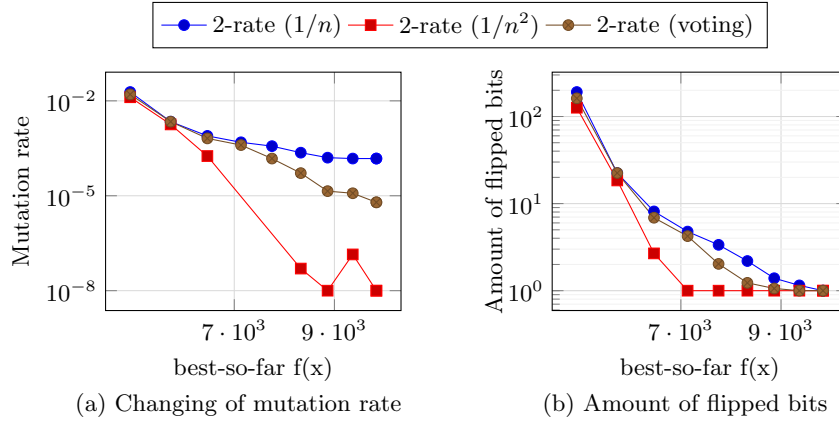 2-rate (1/n) 2-rate (1/n²) 2-rate (voting)
10⁻²
10⁻⁵
10⁻⁸
Mutation rate
7 · 10³ 9 · 10³
best-so-far f(x)
(a) Changing of mutation rate
10²
10¹
10⁰
Amount of flipped bits
7 · 10³ 9 · 10³
best-so-far f(x)
(b) Amount of flipped bits